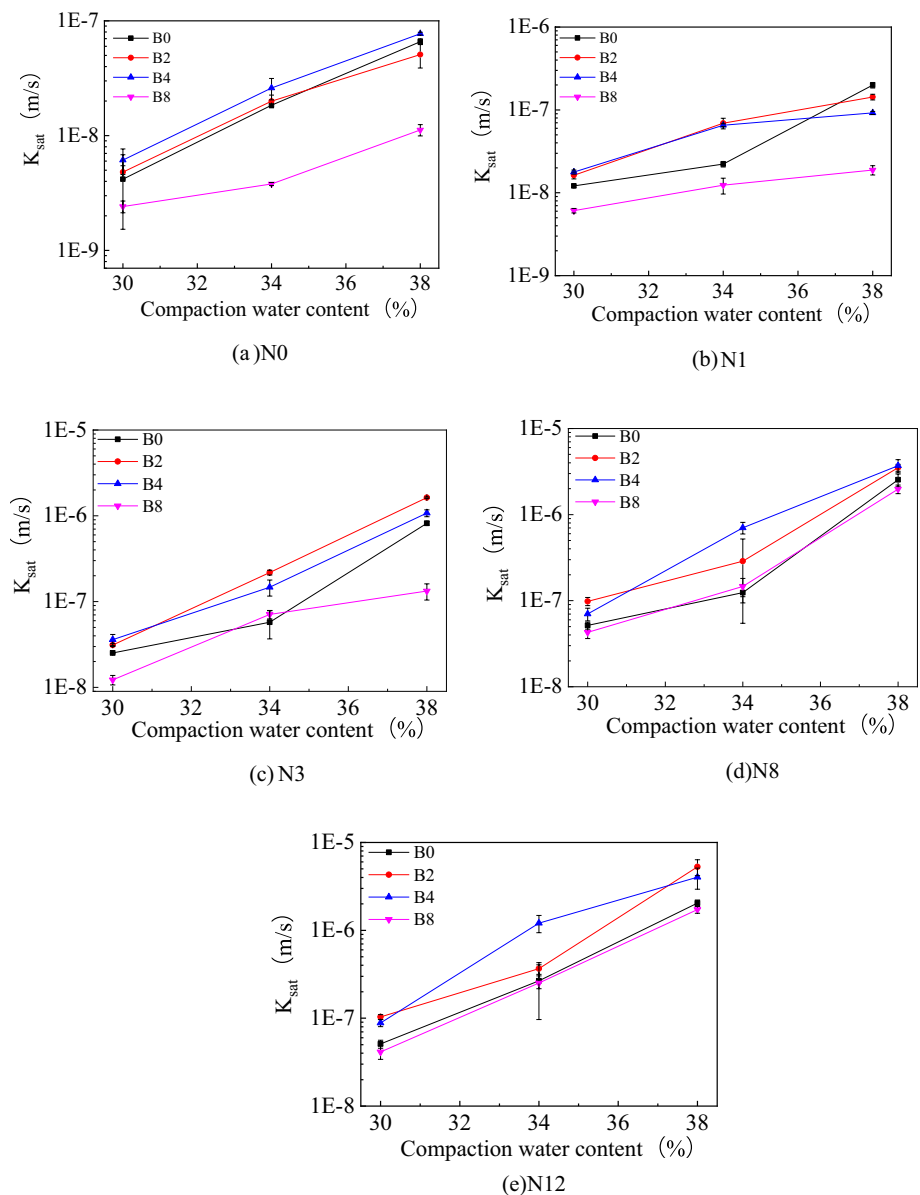 1E-7
1E-8
1E-9
K_sat (m/s)
B0
B2
B4
B8
30 32 34 36 38
Compaction water content (%)
(a )N0
1E-6
1E-7
1E-8
1E-9
K_sat (m/s)
B0
B2
B4
B8
30 32 34 36 38
Compaction water content (%)
(b) N1
1E-5
1E-6
1E-7
1E-8
K_sat (m/s)
B0
B2
B4
B8
30 32 34 36 38
Compaction water content (%)
(c) N3
1E-5
1E-6
1E-7
1E-8
K_sat (m/s)
B0
B2
B4
B8
30 32 34 36 38
Compaction water content (%)
(d)N8
1E-5
1E-6
1E-7
1E-8
K_sat (m/s)
B0
B2
B4
B8
30 32 34 36 38
Compaction water content (%)
(e)N12